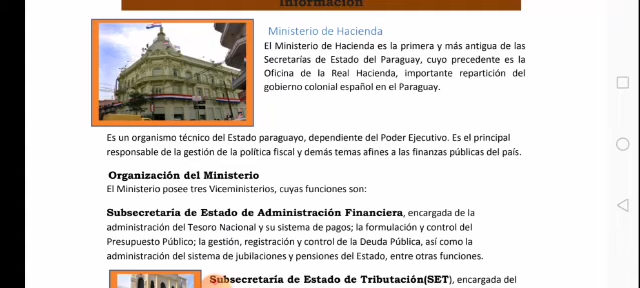 Información
Ministerio de Hacienda
El Ministerio de Hacienda es la primera y más antigua de las
Secretarías de Estado del Paraguay, cuyo precedente es la
Oficina de la Real Hacienda, importante repartición del
gobierno colonial español en el Paraguay.
Es un organismo técnico del Estado paraguayo, dependiente del Poder Ejecutivo. Es el principal
responsable de la gestión de la política fiscal y demás temas afines a las finanzas públicas del país.
Organización del Ministerio
El Ministerio posee tres Viceministerios, cuyas funciones son:
Subsecretaría de Estado de Administración Financiera, encargada de la
administración del Tesoro Nacional y su sistema de pagos; la formulación y control del
Presupuesto Público; la gestión, registración y control de la Deuda Pública, así como la
administración del sistema de jubilaciones y pensiones del Estado, entre otras funciones.
Subsecretaría de Estado de Tributación(SET), encargada del